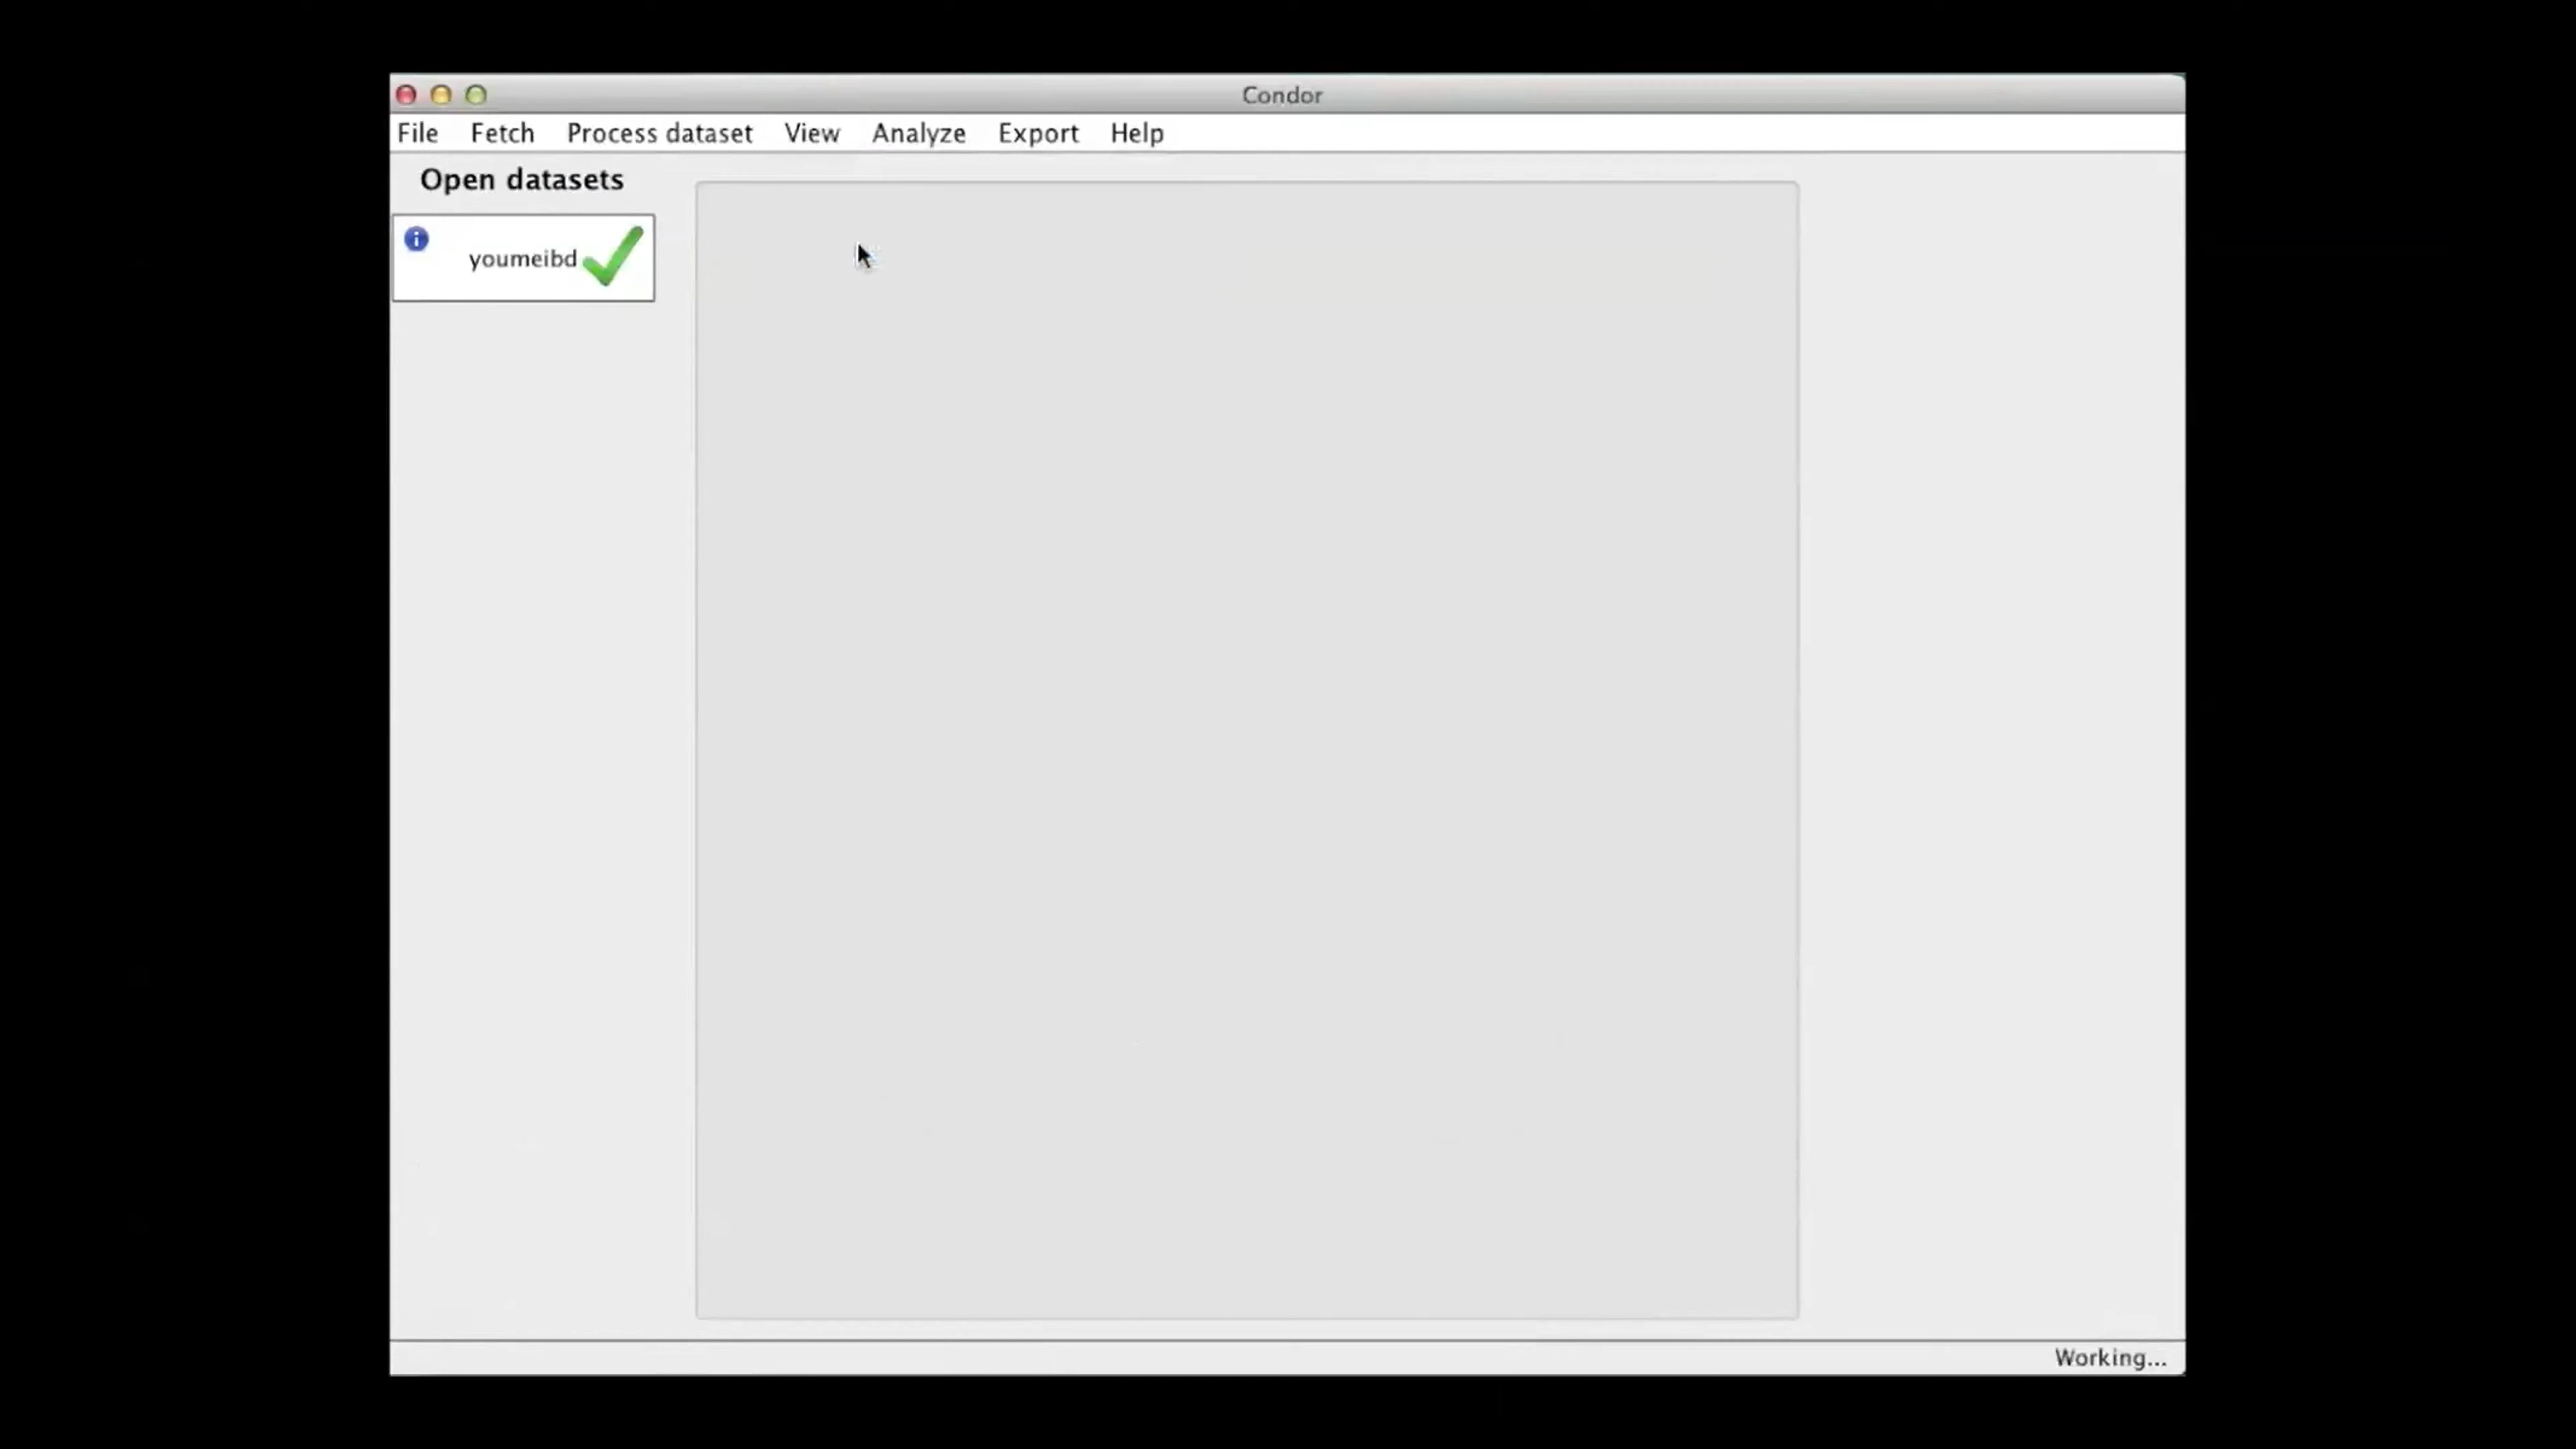 Condor
File Fetch Process dataset View Analyze Export Help
Open datasets
youmeibd
Working...